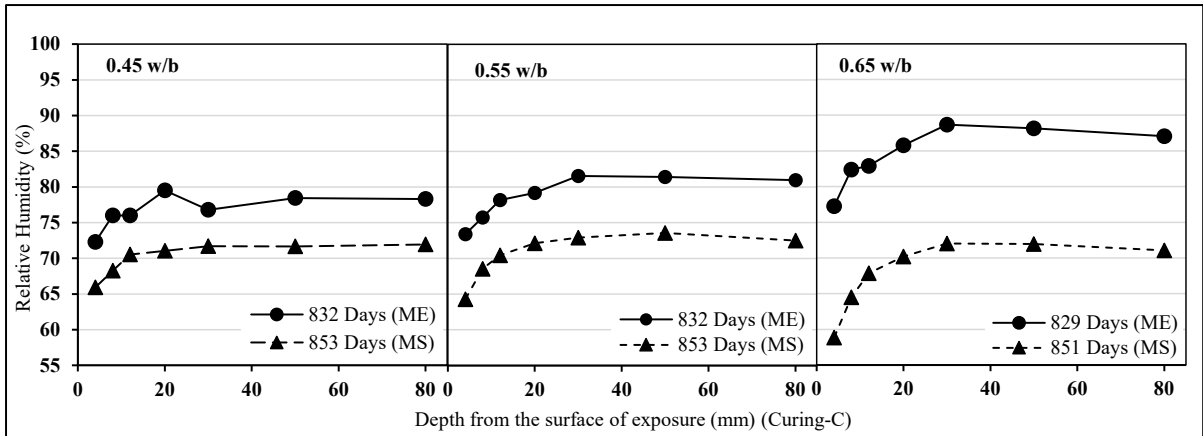 Relative Humidity (%)
100
95
90
85
80
75
70
65
60
55
0.45 w/b
832 Days (ME)
853 Days (MS)
0 20 40 60 80
0.55 w/b
832 Days (ME)
853 Days (MS)
0 20 40 60 80
0.65 w/b
829 Days (ME)
851 Days (MS)
0 20 40 60 80
Depth from the surface of exposure (mm) (Curing-C)